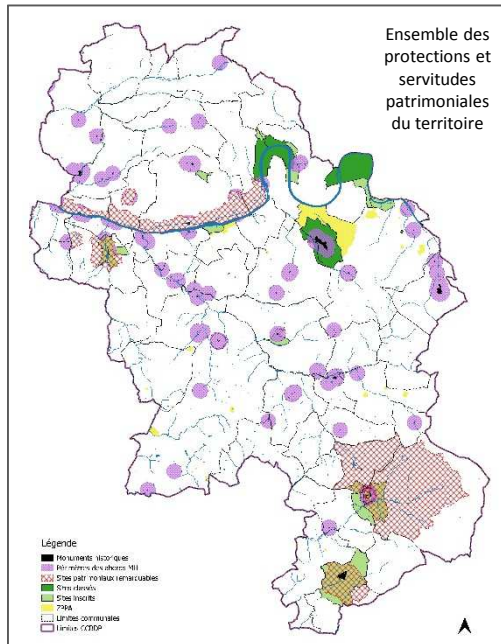 Ensemble des
protections et
servitudes
patrimoniales
du territoire
Légende
Monuments historiques
Périmètres des abords MH
Sites patrimoniaux remarquables
Sites classés
Sites inscrits
ZPPA
Limites communales
Limites CCBDP